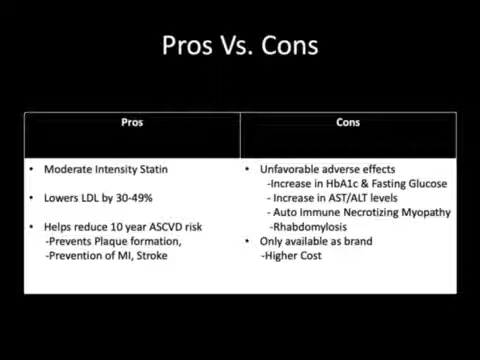 Pros Vs. Cons
Pros
Cons
• Moderate Intensity Statin
• Lowers LDL by 30-49%
• Helps reduce 10 year ASCVD risk
-Prevents Plaque formation,
-Prevention of MI, Stroke
• Unfavorable adverse effects
-Increase in HbA1c & Fasting Glucose
- Increase in AST/ALT levels
- Auto Immune Necrotizing Myopathy
-Rhabdomylosis
• Only available as brand
-Higher Cost